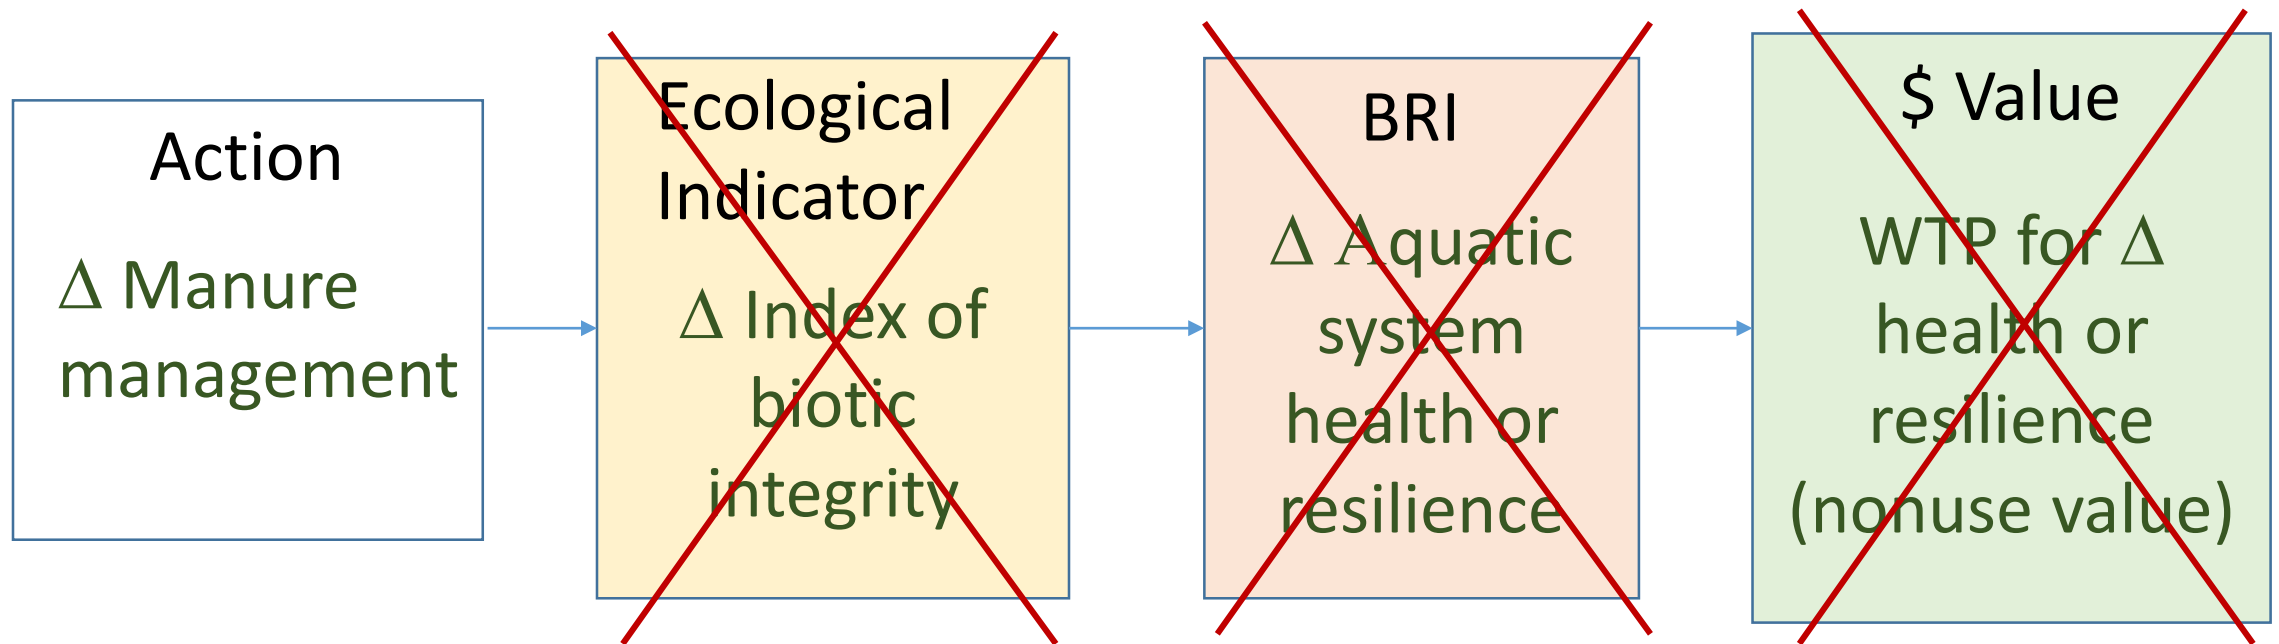 Action
Δ Manure
management
Ecological
Indicator
Δ Index of
biotic
integrity
BRI
Δ Aquatic
system
health or
resilience
$ Value
WTP for Δ
health or
resilience
(nonuse value)